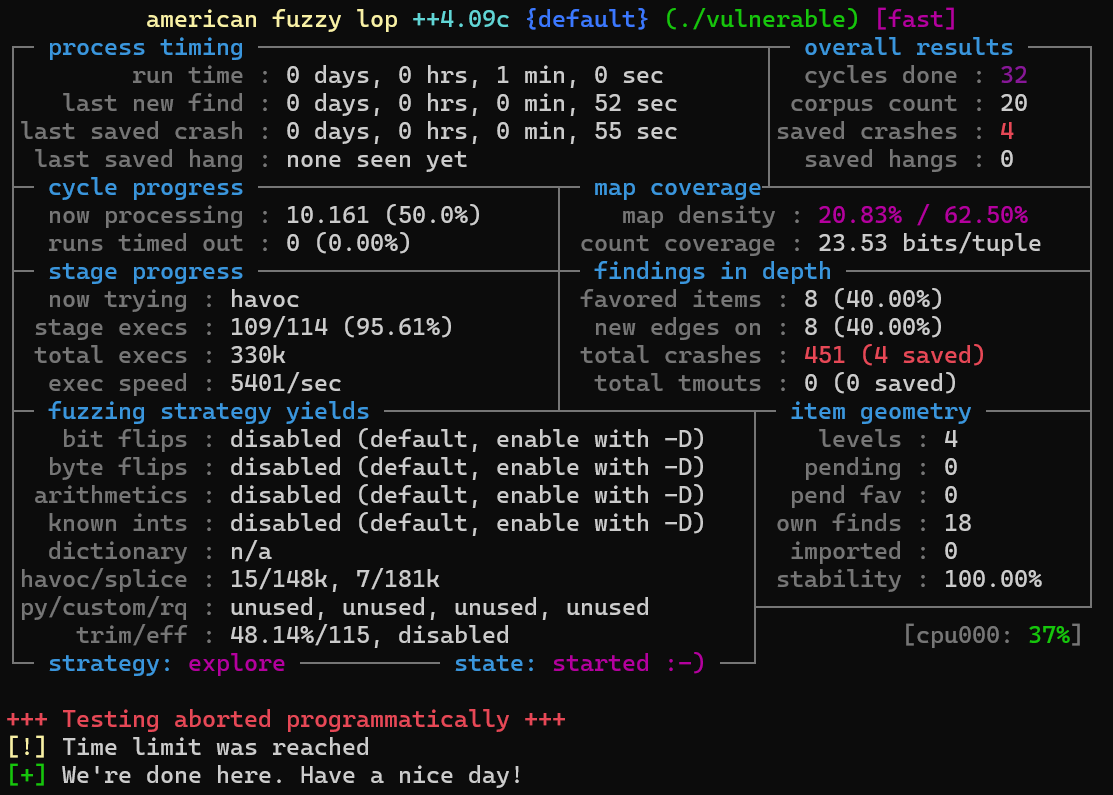 american fuzzy lop ++4.09c {default} (./vulnerable) [fast]
process timing overall results
run time : 0 days, 0 hrs, 1 min, 0 sec cycles done : 32
last new find : 0 days, 0 hrs, 0 min, 52 sec corpus count : 20
last saved crash : 0 days, 0 hrs, 0 min, 55 sec saved crashes : 4
last saved hang : none seen yet saved hangs : 0
cycle progress map coverage
now processing : 10.161 (50.0%) map density : 20.83% / 62.50%
runs timed out : 0 (0.00%) count coverage : 23.53 bits/tuple
stage progress findings in depth
now trying : havoc favored items : 8 (40.00%)
stage execs : 109/114 (95.61%) new edges on : 8 (40.00%)
total execs : 330k total crashes : 451 (4 saved)
exec speed : 5401/sec total tmouts : 0 (0 saved)
fuzzing strategy yields item geometry
bit flips : disabled (default, enable with -D) levels : 4
byte flips : disabled (default, enable with -D) pending : 0
arithmetics : disabled (default, enable with -D) pend fav : 0
known ints : disabled (default, enable with -D) own finds : 18
dictionary : n/a imported : 0
havoc/splice : 15/148k, 7/181k stability : 100.00%
py/custom/rq : unused, unused, unused, unused
trim/eff : 48.14%/115, disabled [cpu000: 37%]
strategy: explore state: started :-)
+++ Testing aborted programmatically +++
[!] Time limit was reached
[+] We're done here. Have a nice day!